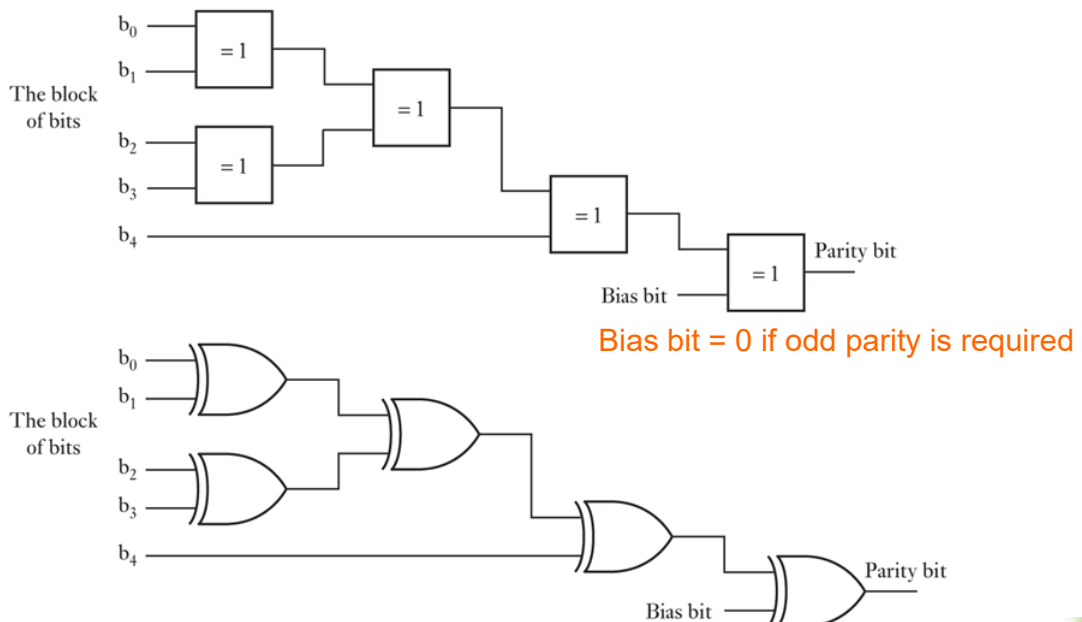 b₀
= 1
b₁
The block
of bits
= 1
b₂
= 1
b₃
= 1
b₄
Parity bit
= 1
Bias bit
Bias bit = 0 if odd parity is required
b₀
b₁
The block
of bits
b₂
b₃
b₄
Parity bit
Bias bit